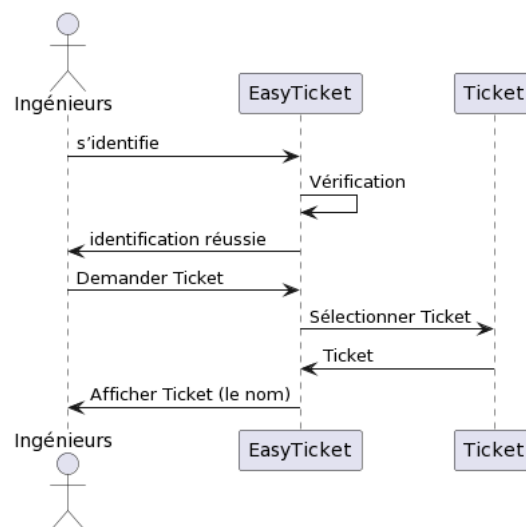 Ingénieurs
EasyTicket
Ticket
s'identifie
Vérification
identification réussie
Demander Ticket
Sélectionner Ticket
Ticket
Afficher Ticket (le nom)
Ingénieurs
EasyTicket
Ticket